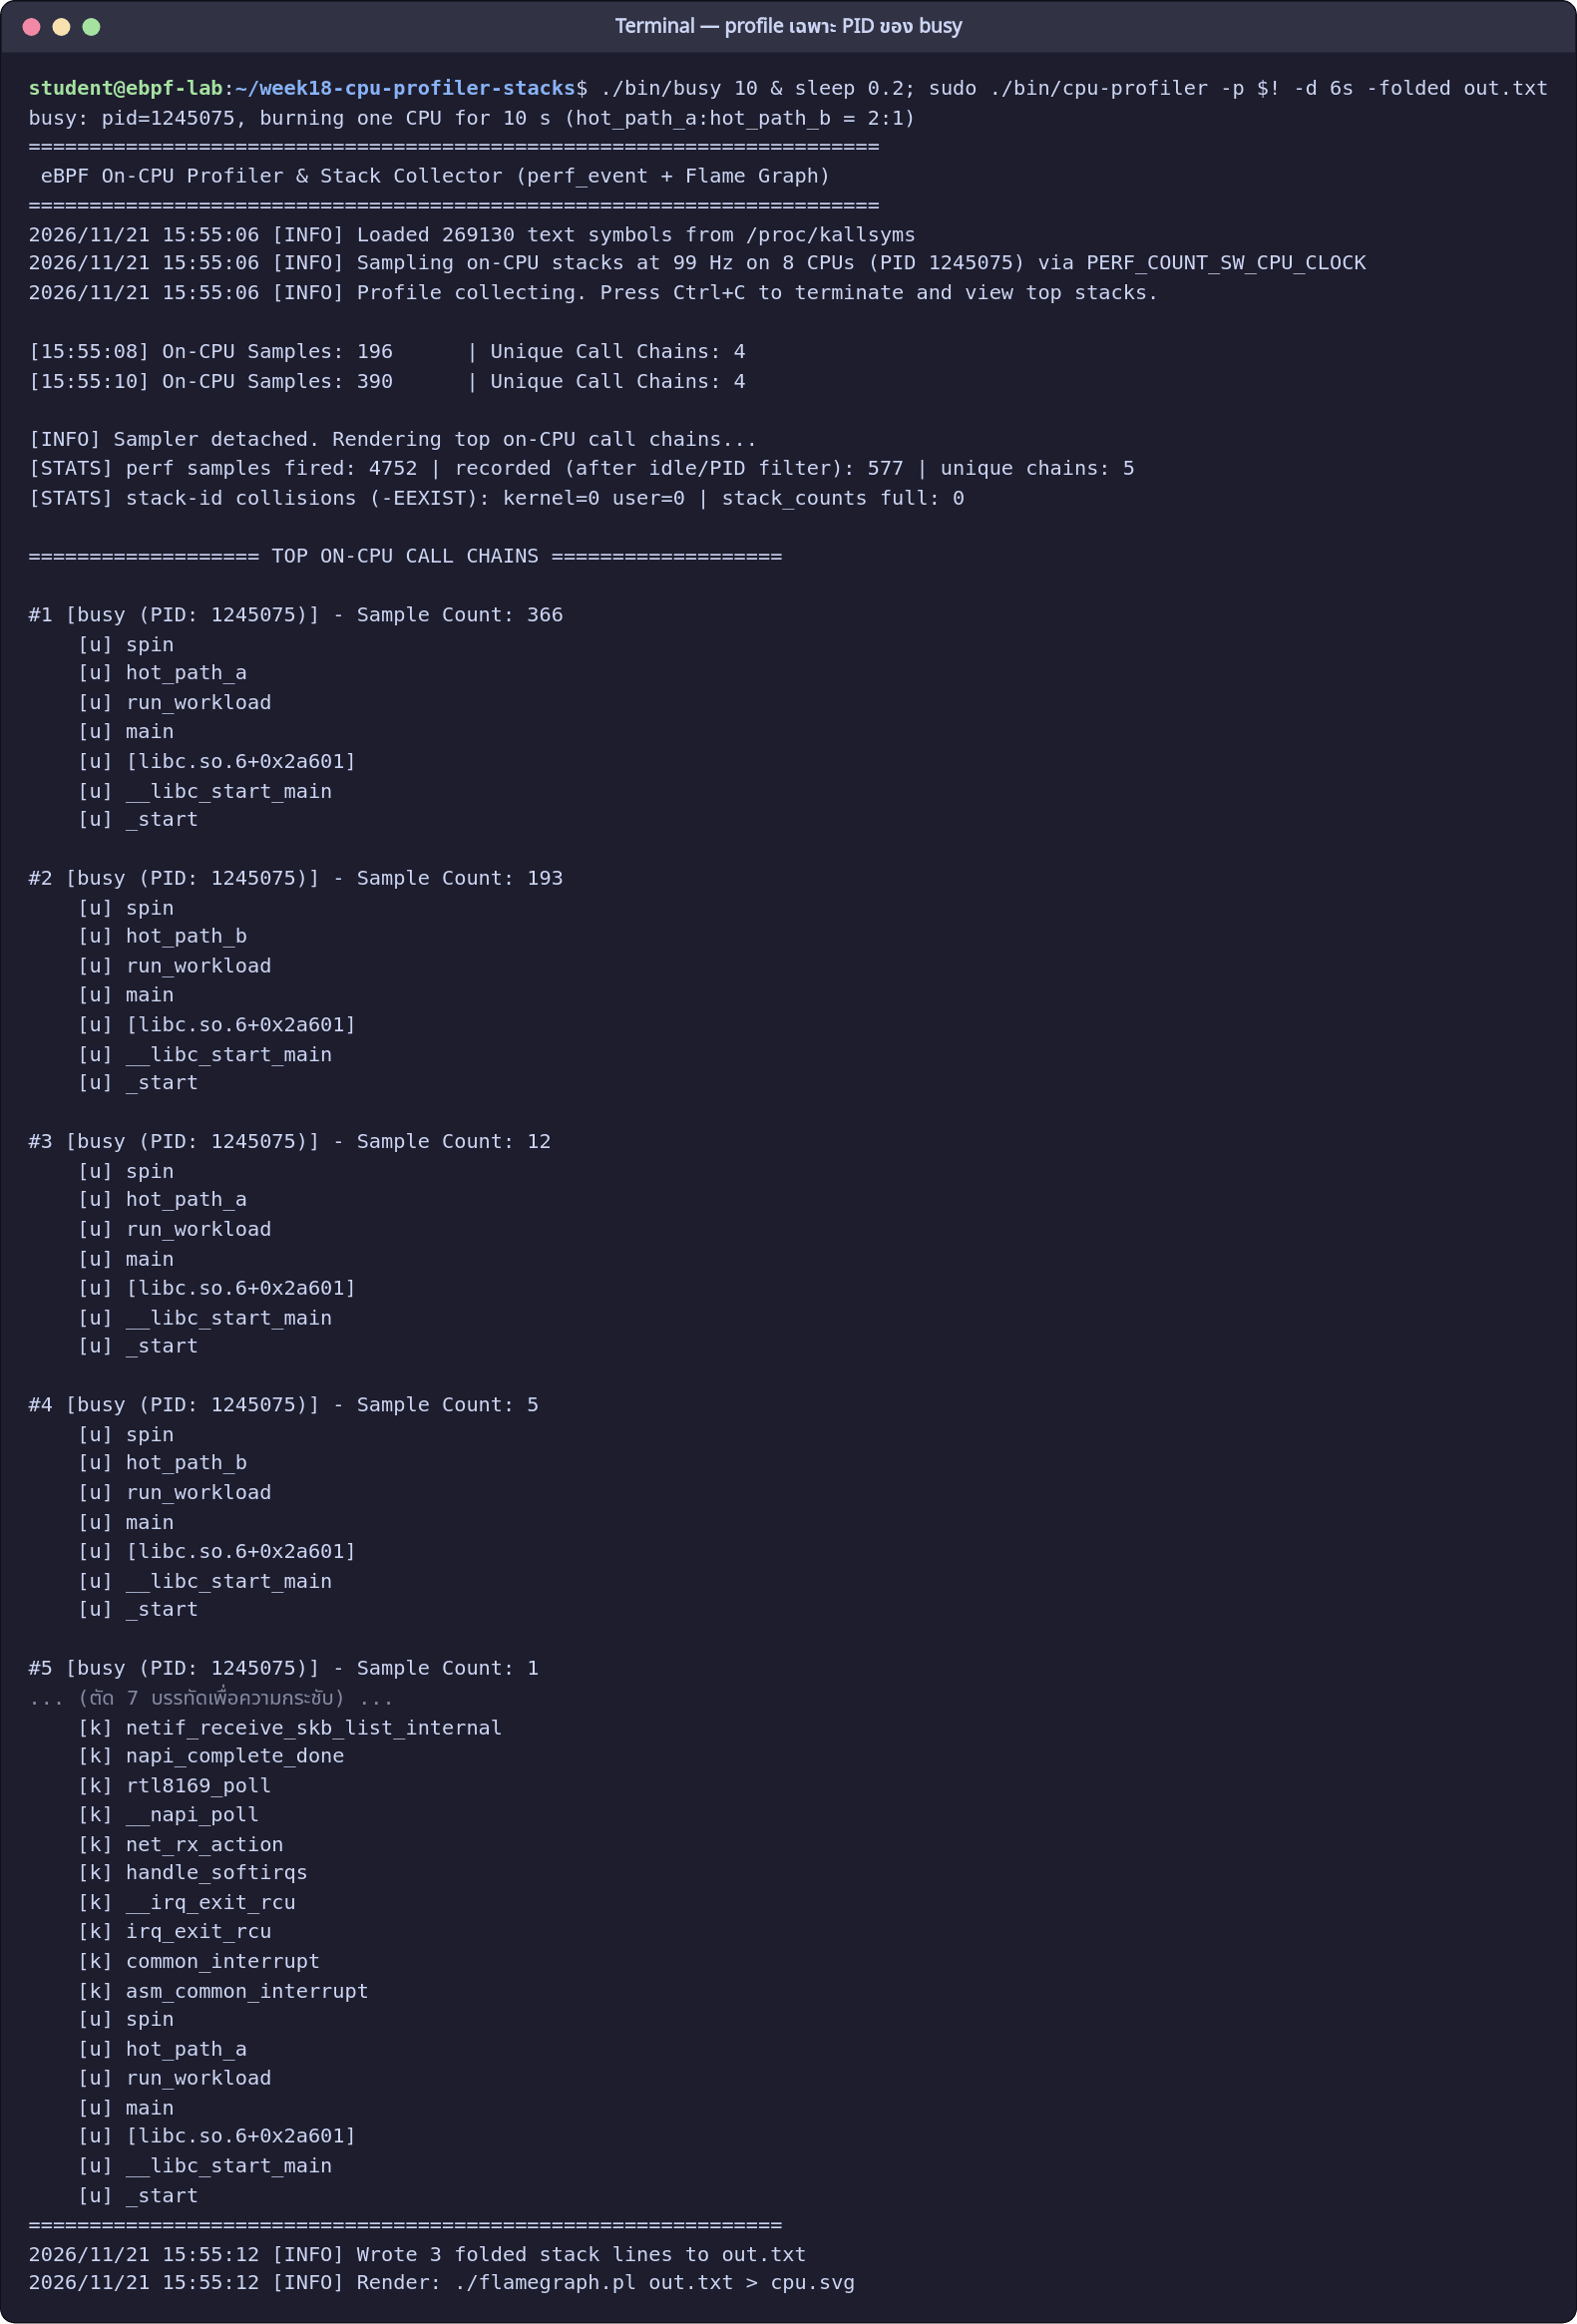 Terminal — profile เฉพาะ PID ของ busy
student@ebpf-lab:~/week18-cpu-profiler-stacks$ ./bin/busy 10 & sleep 0.2; sudo ./bin/cpu-profiler -p $! -d 6s -folded out.txt
busy: pid=1245075, burning one CPU for 10 s (hot_path_a:hot_path_b = 2:1)
======================================================================
 eBPF On-CPU Profiler & Stack Collector (perf_event + Flame Graph)
======================================================================
2026/11/21 15:55:06 [INFO] Loaded 269130 text symbols from /proc/kallsyms
2026/11/21 15:55:06 [INFO] Sampling on-CPU stacks at 99 Hz on 8 CPUs (PID 1245075) via PERF_COUNT_SW_CPU_CLOCK
2026/11/21 15:55:06 [INFO] Profile collecting. Press Ctrl+C to terminate and view top stacks.
[15:55:08] On-CPU Samples: 196      | Unique Call Chains: 4
[15:55:10] On-CPU Samples: 390      | Unique Call Chains: 4
[INFO] Sampler detached. Rendering top on-CPU call chains...
[STATS] perf samples fired: 4752 | recorded (after idle/PID filter): 577 | unique chains: 5
[STATS] stack-id collisions (-EEXIST): kernel=0 user=0 | stack_counts full: 0
=================== TOP ON-CPU CALL CHAINS ===================
#1 [busy (PID: 1245075)] - Sample Count: 366
    [u] spin
    [u] hot_path_a
    [u] run_workload
    [u] main
    [u] [libc.so.6+0x2a601]
    [u] __libc_start_main
    [u] _start
#2 [busy (PID: 1245075)] - Sample Count: 193
    [u] spin
    [u] hot_path_b
    [u] run_workload
    [u] main
    [u] [libc.so.6+0x2a601]
    [u] __libc_start_main
    [u] _start
#3 [busy (PID: 1245075)] - Sample Count: 12
    [u] spin
    [u] hot_path_a
    [u] run_workload
    [u] main
    [u] [libc.so.6+0x2a601]
    [u] __libc_start_main
    [u] _start
#4 [busy (PID: 1245075)] - Sample Count: 5
    [u] spin
    [u] hot_path_b
    [u] run_workload
    [u] main
    [u] [libc.so.6+0x2a601]
    [u] __libc_start_main
    [u] _start
#5 [busy (PID: 1245075)] - Sample Count: 1
... (ตัด 7 บรรทัดเพื่อความกระชับ) ...
    [k] netif_receive_skb_list_internal
    [k] napi_complete_done
    [k] rtl8169_poll
    [k] __napi_poll
    [k] net_rx_action
    [k] handle_softirqs
    [k] __irq_exit_rcu
    [k] irq_exit_rcu
    [k] common_interrupt
    [k] asm_common_interrupt
    [u] spin
    [u] hot_path_a
    [u] run_workload
    [u] main
    [u] [libc.so.6+0x2a601]
    [u] __libc_start_main
    [u] _start
==============================================================
2026/11/21 15:55:12 [INFO] Wrote 3 folded stack lines to out.txt
2026/11/21 15:55:12 [INFO] Render: ./flamegraph.pl out.txt > cpu.svg